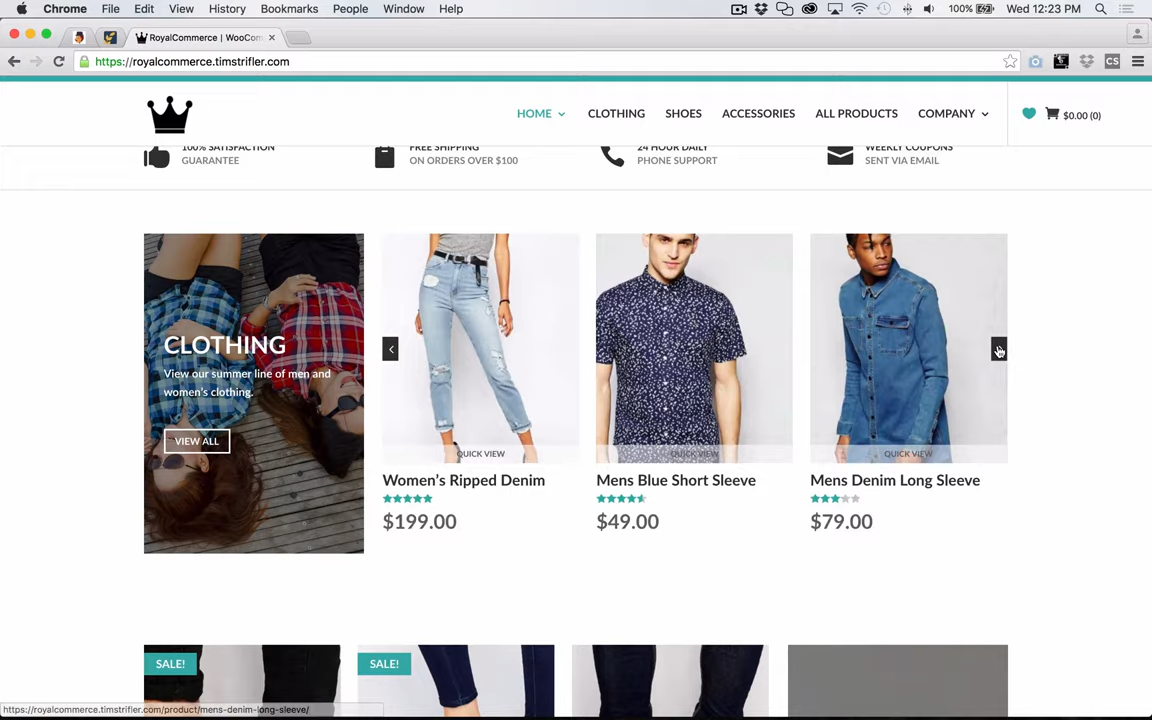 Chrome File Edit View History Bookmarks People Window Help 100% Wed 12:23 PM
RoyalCommerce | WooCom
https://royalcommerce.timstrifler.com CS
HOME CLOTHING SHOES ACCESSORIES ALL PRODUCTS COMPANY $0.00 (0)
100% SATISFACTION
GUARANTEE
FREE SHIPPING
ON ORDERS OVER $100
24 HOUR DAILY
PHONE SUPPORT
WEEKLY COUPONS
SENT VIA EMAIL
CLOTHING
View our summer line of men and
women's clothing.
VIEW ALL
QUICK VIEW
Women's Ripped Denim
$199.00
QUICK VIEW
Mens Blue Short Sleeve
$49.00
QUICK VIEW
Mens Denim Long Sleeve
$79.00
SALE!
SALE!
https://royalcommerce.timstrifler.com/product/mens-denim-long-sleeve/